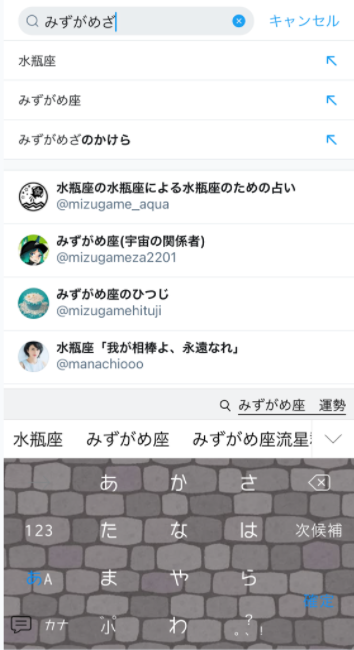 みずがめざ キャンセル
水瓶座
みずがめ座
みずがめざのかけら
水瓶座の水瓶座による水瓶座のための占い
@mizugame_aqua
みずがめ座(宇宙の関係者)
@mizugameza2201
みずがめ座のひつじ
@mizugamehituji
水瓶座「我が相棒よ、永遠なれ」
@manachiooo
みずがめ座 運勢
水瓶座 みずがめ座 みずがめ座流星
あ か さ
123 た な は 次候補
あA ま や ら 確定
カナ わ 。、?!